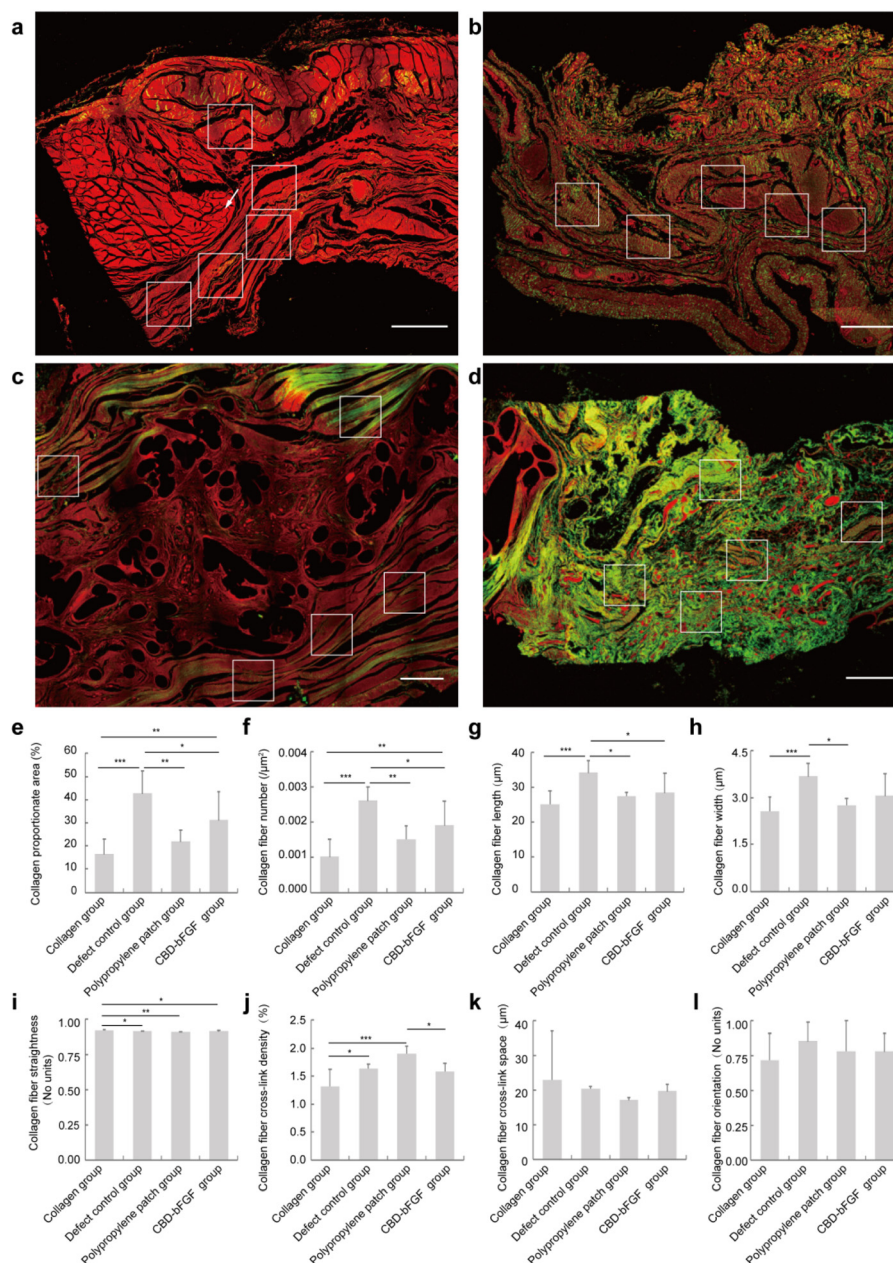 a
b
c
d
e
Collagen proportionate area (%)
60
50
40
30
20
10
0
**
*
***
**
Collagen group
Defect control group
Polypropylene patch group
CBD-bFGF group
f
Collagen fiber number (/μm²)
0.004
0.003
0.002
0.001
0.000
**
*
***
**
Collagen group
Defect control group
Polypropylene patch group
CBD-bFGF group
g
Collagen fiber length (μm)
40
30
20
10
0
*
***
*
Collagen group
Defect control group
Polypropylene patch group
CBD-bFGF group
h
Collagen fiber width (μm)
4.5
3.0
1.5
0.0
***
*
Collagen group
Defect control group
Polypropylene patch group
CBD-bFGF group
i
Collagen fiber straightness
(No units)
1.00
0.75
0.50
0.25
0.00
*
**
*
Collagen group
Defect control group
Polypropylene patch group
CBD-bFGF group
j
Collagen fiber cross-link density (%)
2.5
2.0
1.5
1.0
0.5
0.0
***
*
*
Collagen group
Defect control group
Polypropylene patch group
CBD-bFGF group
k
Collagen fiber cross-link space (μm)
40
30
20
10
0
Collagen group
Defect control group
Polypropylene patch group
CBD-bFGF group
l
Collagen fiber orientation (No units)
1.00
0.75
0.50
0.25
0.00
Collagen group
Defect control group
Polypropylene patch group
CBD-bFGF group